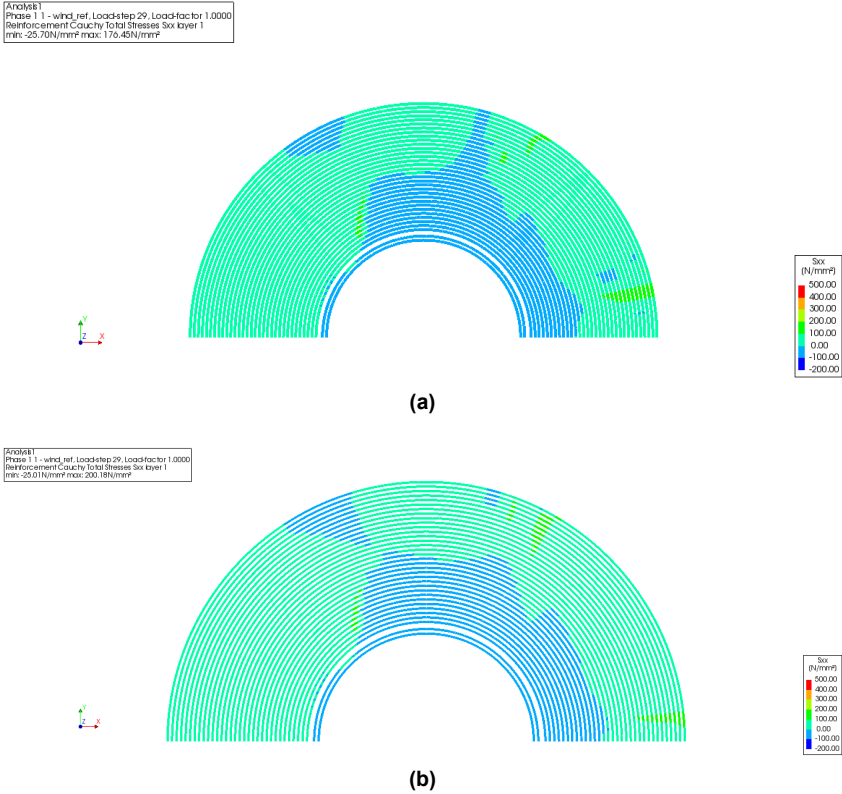 Analysis1
Phase 1 1 - wind_ref, Load-step 29, Load-factor 1.0000
Reinforcement Cauchy Total Stresses Sxx layer 1
min: -25.70N/mm² max: 176.45N/mm²
Sxx
(N/mm²)
500.00
400.00
300.00
200.00
100.00
0.00
-100.00
-200.00
Y
Z X
(a)
Analysis1
Phase 1 1 - wind_ref, Load-step 29, Load-factor 1.0000
Reinforcement Cauchy Total Stresses Sxx layer 1
min: -25.01N/mm² max: 200.18N/mm²
Sxx
(N/mm²)
500.00
400.00
300.00
200.00
100.00
0.00
-100.00
-200.00
Y
Z X
(b)